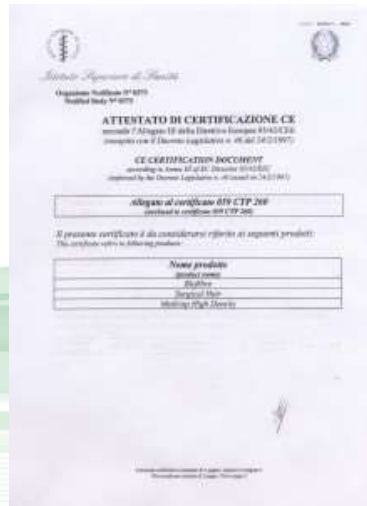 Istituto Superiore di Sanità
Organismo Notificato N° 0373
Notified Body N° 0373
ATTESTATO DI CERTIFICAZIONE CE
secondo l'Allegato III della Direttiva Europea 93/42/CEE
(recepita con il Decreto Legislativo n. 46 del 24/2/1997)
CE CERTIFICATION DOCUMENT
according to Annex III of EC Directive 93/42/EEC
(enforced by the Decreto Legislativo n. 46 issued on 24/2/1997)
Allegato al certificato 059 CTP 260
(enclosed to certificate 059 CTP 260)
Il presente certificato è da considerarsi riferito ai seguenti prodotti:
This certificate refers to following products:
Nome prodotto
(product name)
Biofibre
Surgical Hair
High Density